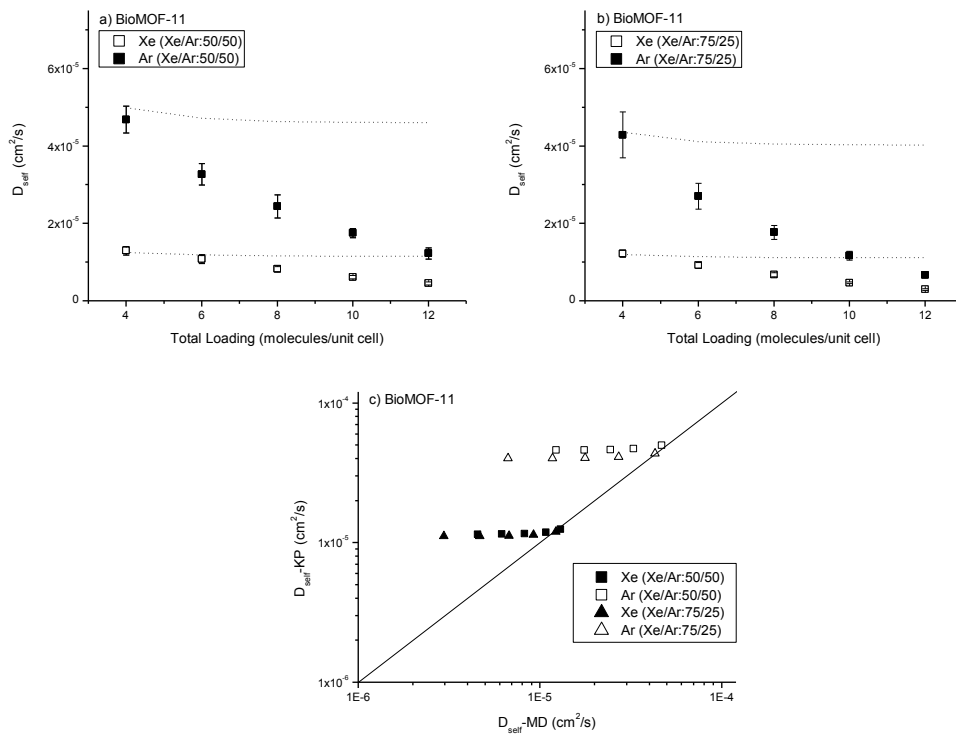 a) BioMOF-11
Xe (Xe/Ar:50/50)
Ar (Xe/Ar:50/50)
6x10⁻⁵
4x10⁻⁵
2x10⁻⁵
0
D_self (cm²/s)
4 6 8 10 12
Total Loading (molecules/unit cell)
b) BioMOF-11
Xe (Xe/Ar:75/25)
Ar (Xe/Ar:75/25)
6x10⁻⁵
4x10⁻⁵
2x10⁻⁵
0
D_self (cm²/s)
4 6 8 10 12
Total Loading (molecules/unit cell)
c) BioMOF-11
1x10⁻⁴
1x10⁻⁵
1x10⁻⁶
D_self-KP (cm²/s)
Xe (Xe/Ar:50/50)
Ar (Xe/Ar:50/50)
Xe (Xe/Ar:75/25)
Ar (Xe/Ar:75/25)
1E-6 1E-5 1E-4
D_self-MD (cm²/s)